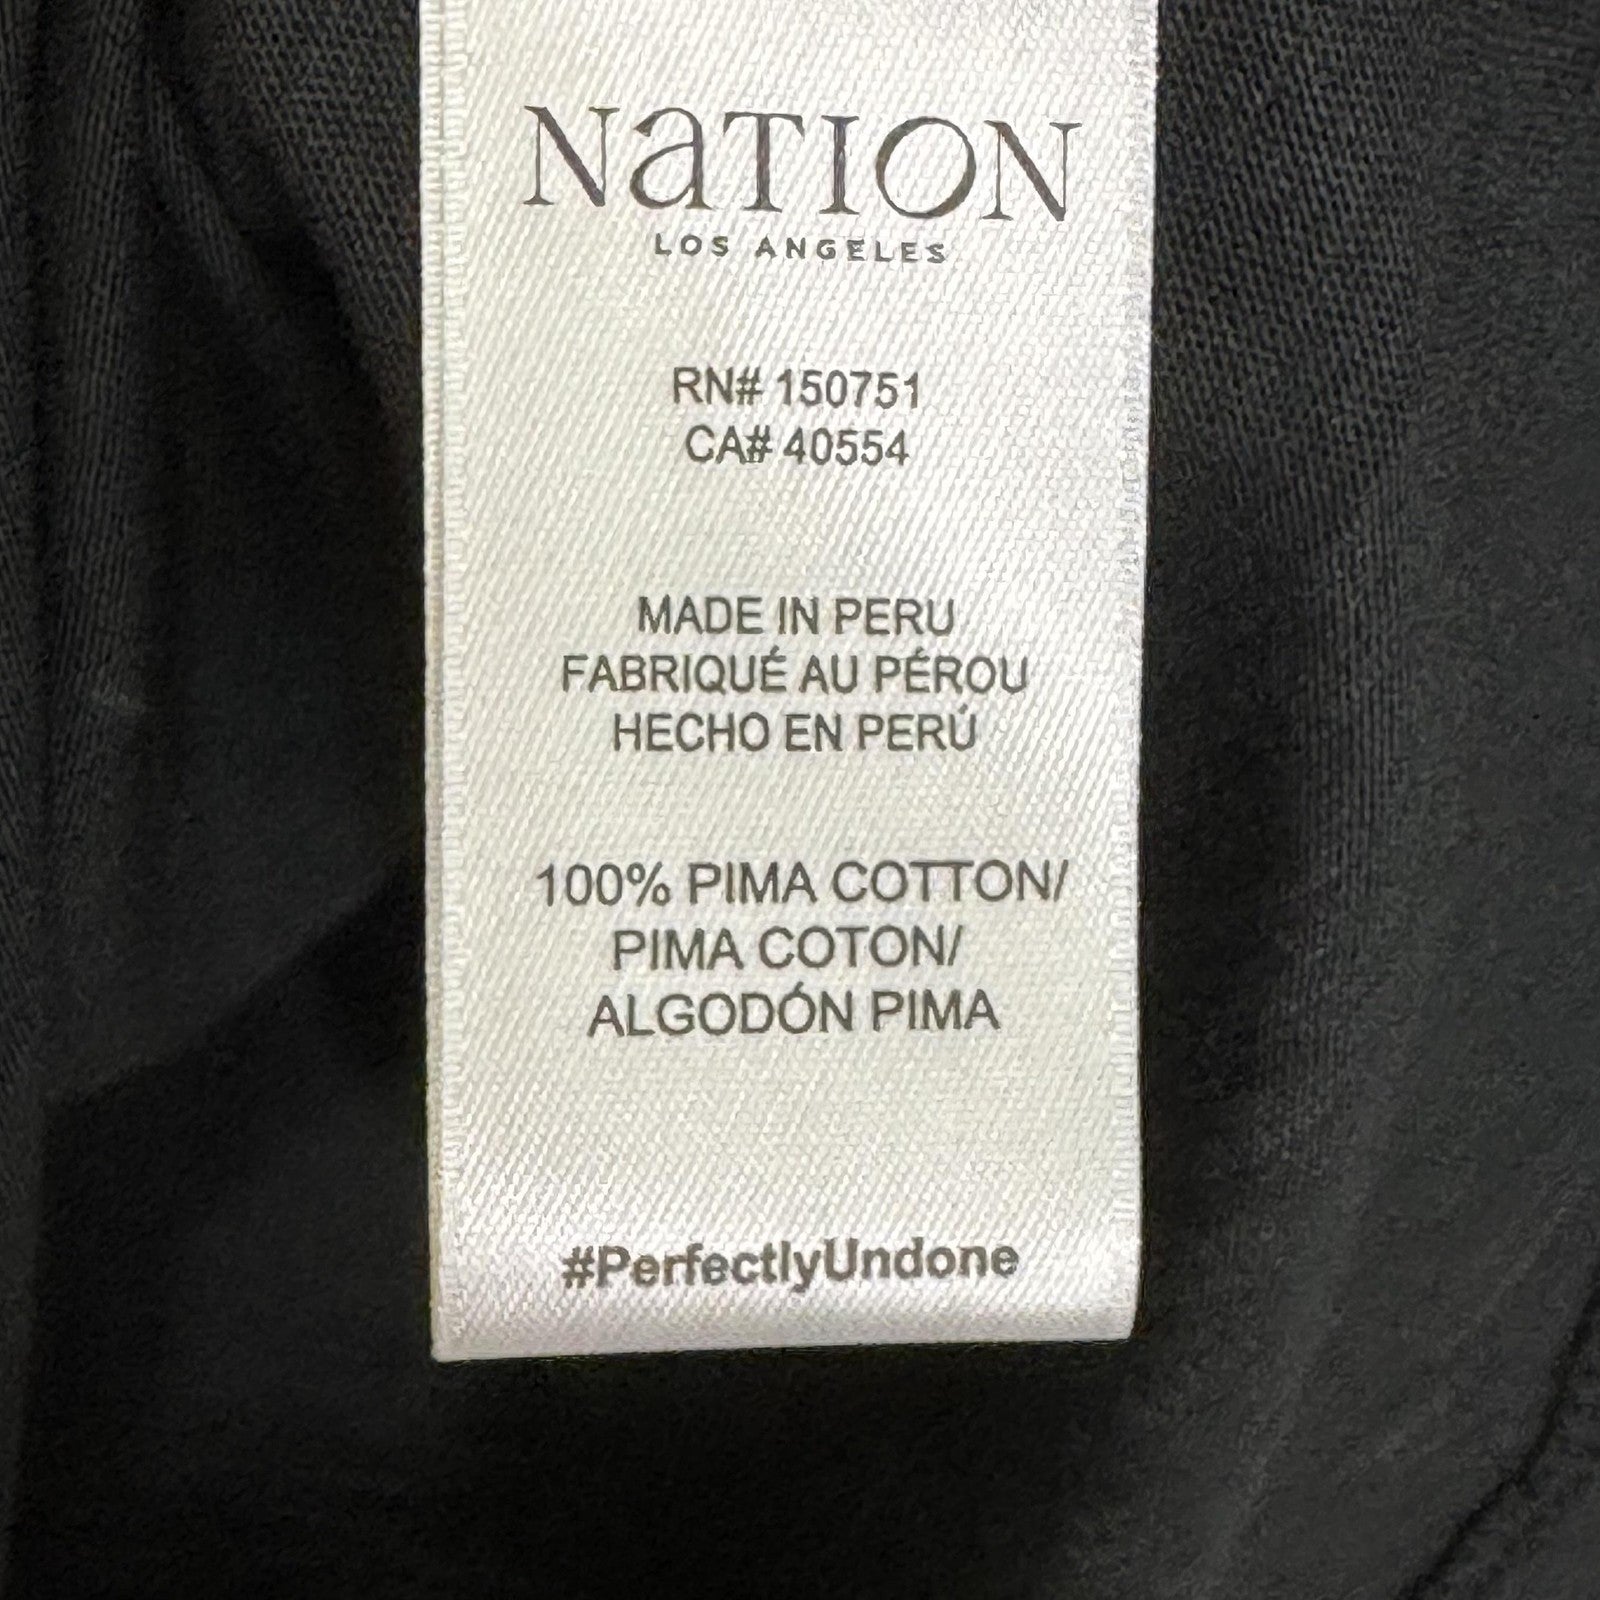 NaTION
LOS ANGELES
RN# 150751
CA# 40554
MADE IN PERU
FABRIQUÉ AU PÉROU
HECHO EN PERÚ
100% PIMA COTTON/
PIMA COTON/
ALGODÓN PIMA
#PerfectlyUndone